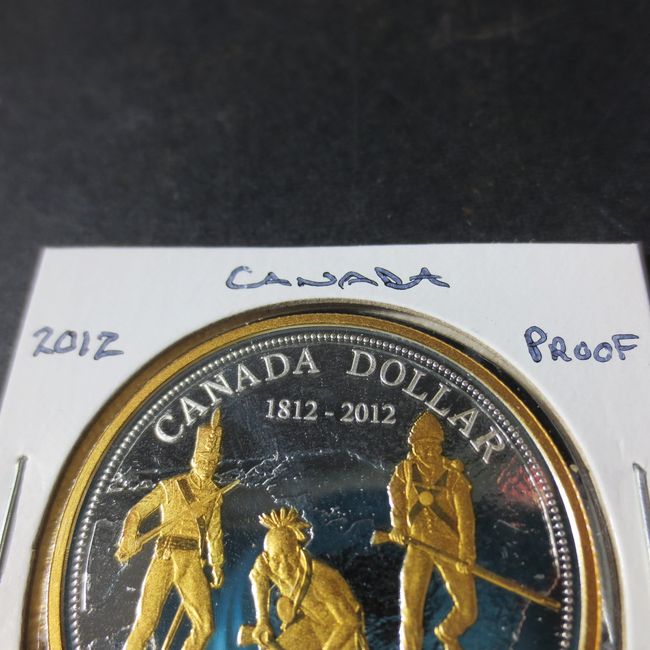 CANADA
2012 PROOF
CANADA DOLLAR
1812 - 2012